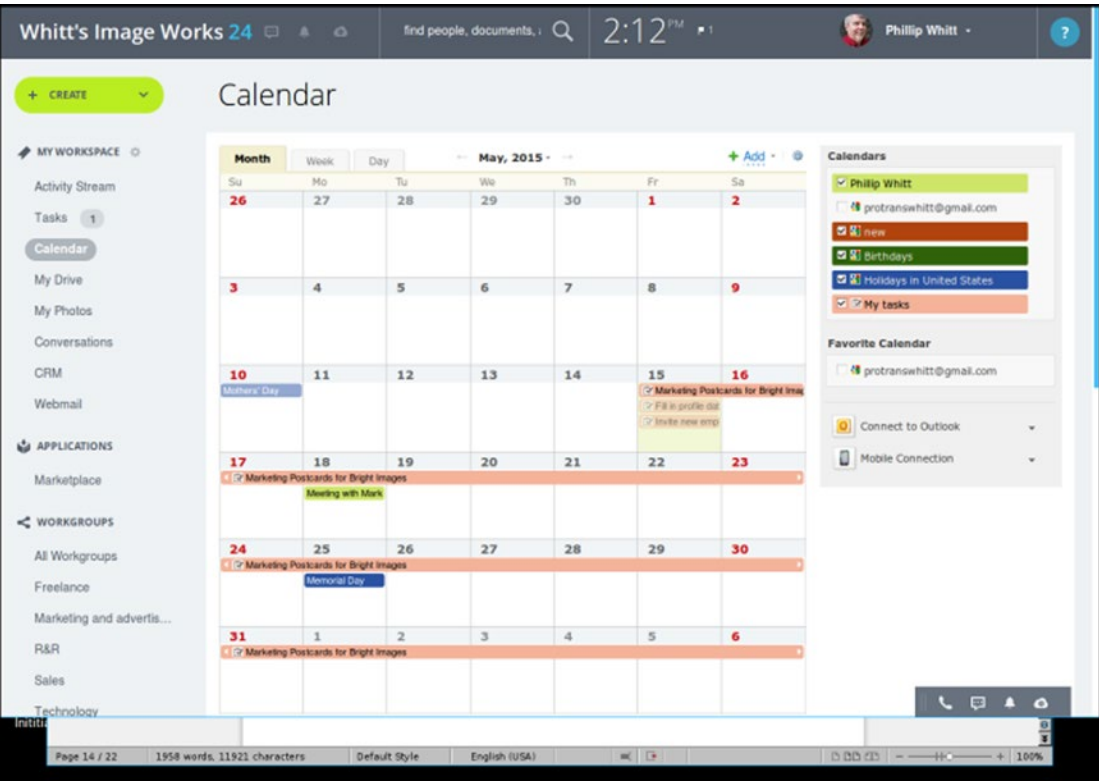 Whitt's Image Works 24
find people, documents, i
2:12 PM
1
Phillip Whitt
?
+ CREATE
Calendar
MY WORKSPACE
Activity Stream
Tasks 1
Calendar
My Drive
My Photos
Conversations
CRM
Webmail
APPLICATIONS
Marketplace
WORKGROUPS
All Workgroups
Freelance
Marketing and advertis...
R&R
Sales
Technology
Month Week Day May, 2015 + Add
Su Mo Tu We Th Fr Sa
26 27 28 29 30 1 2
3 4 5 6 7 8 9
10 11 12 13 14 15 16
Mothers' Day Marketing Postcards for Bright Imag
Fill in profile dat
Invite new emp
17 18 19 20 21 22 23
Marketing Postcards for Bright Images
Meeting with Mark
24 25 26 27 28 29 30
Marketing Postcards for Bright Images
Memorial Day
31 1 2 3 4 5 6
Marketing Postcards for Bright Images
Calendars
Phillip Whitt
protranswhitt@gmail.com
new
Birthdays
Holidays in United States
My tasks
Favorite Calendar
protranswhitt@gmail.com
Connect to Outlook
Mobile Connection
Page 14 / 22 1958 words, 11921 characters Default Style English (USA) 100%